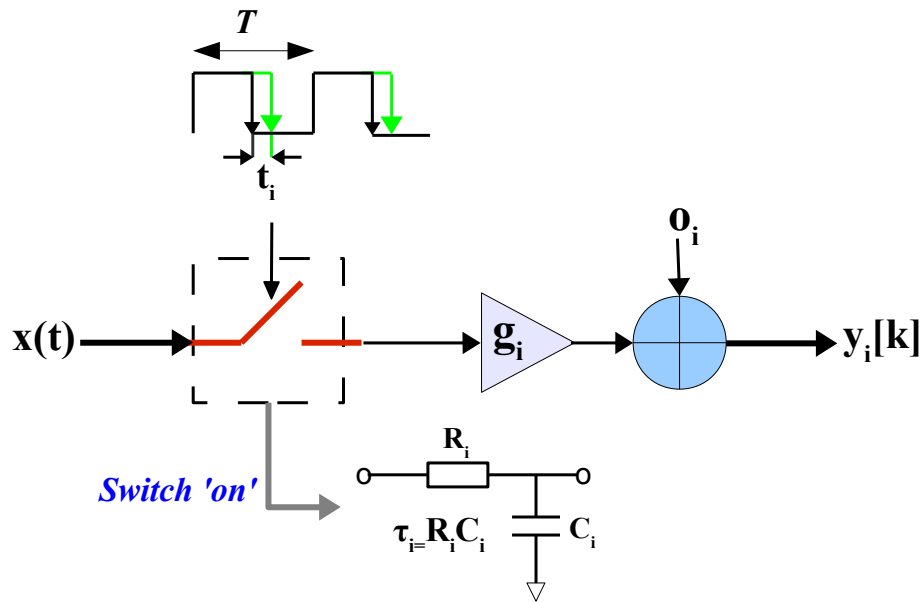 T
t_i
o_i
x(t)
g_i
y_i[k]
R_i
Switch 'on'
τ_i=R_iC_i
C_i